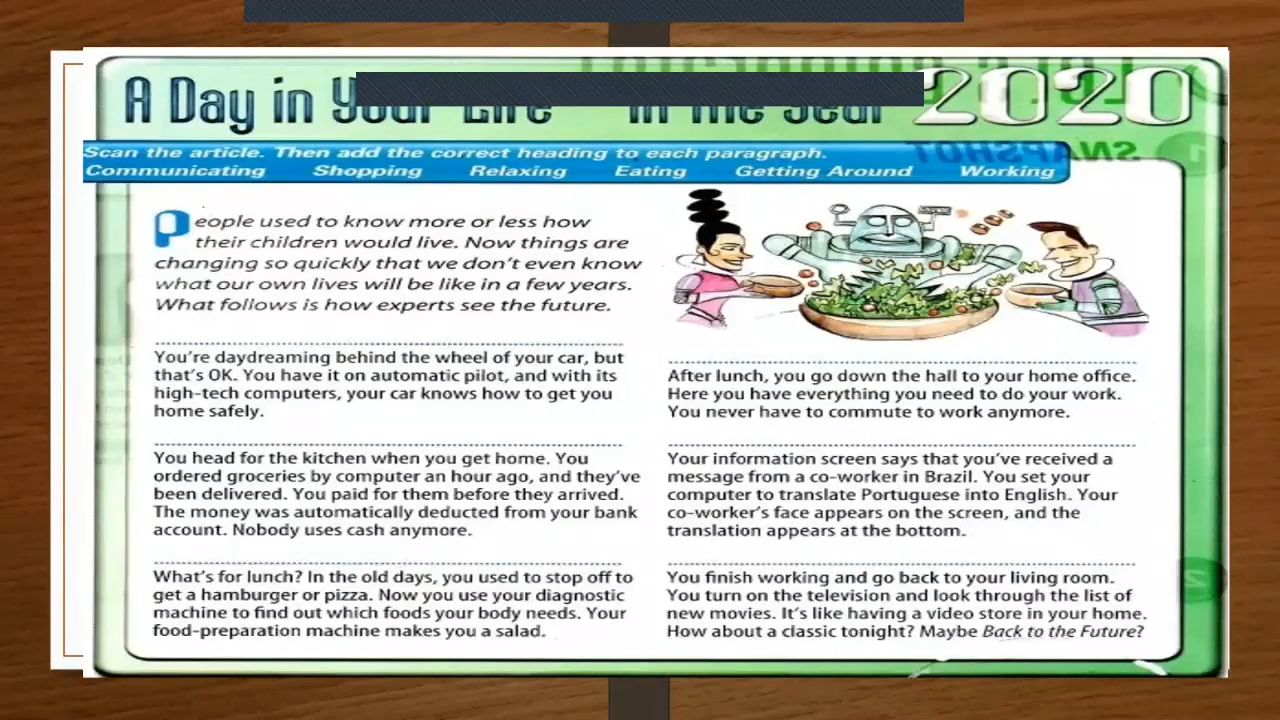 A Day in Your Life in the Year 2020
Scan the article. Then add the correct heading to each paragraph.
Communicating Shopping Relaxing Eating Getting Around Working
People used to know more or less how
their children would live. Now things are
changing so quickly that we don't even know
what our own lives will be like in a few years.
What follows is how experts see the future.
You're daydreaming behind the wheel of your car, but
that's OK. You have it on automatic pilot, and with its
high-tech computers, your car knows how to get you
home safely.
You head for the kitchen when you get home. You
ordered groceries by computer an hour ago, and they've
been delivered. You paid for them before they arrived.
The money was automatically deducted from your bank
account. Nobody uses cash anymore.
What's for lunch? In the old days, you used to stop off to
get a hamburger or pizza. Now you use your diagnostic
machine to find out which foods your body needs. Your
food-preparation machine makes you a salad.
After lunch, you go down the hall to your home office.
Here you have everything you need to do your work.
You never have to commute to work anymore.
Your information screen says that you've received a
message from a co-worker in Brazil. You set your
computer to translate Portuguese into English. Your
co-worker's face appears on the screen, and the
translation appears at the bottom.
You finish working and go back to your living room.
You turn on the television and look through the list of
new movies. It's like having a video store in your home.
How about a classic tonight? Maybe Back to the Future?
SNAPSHOT